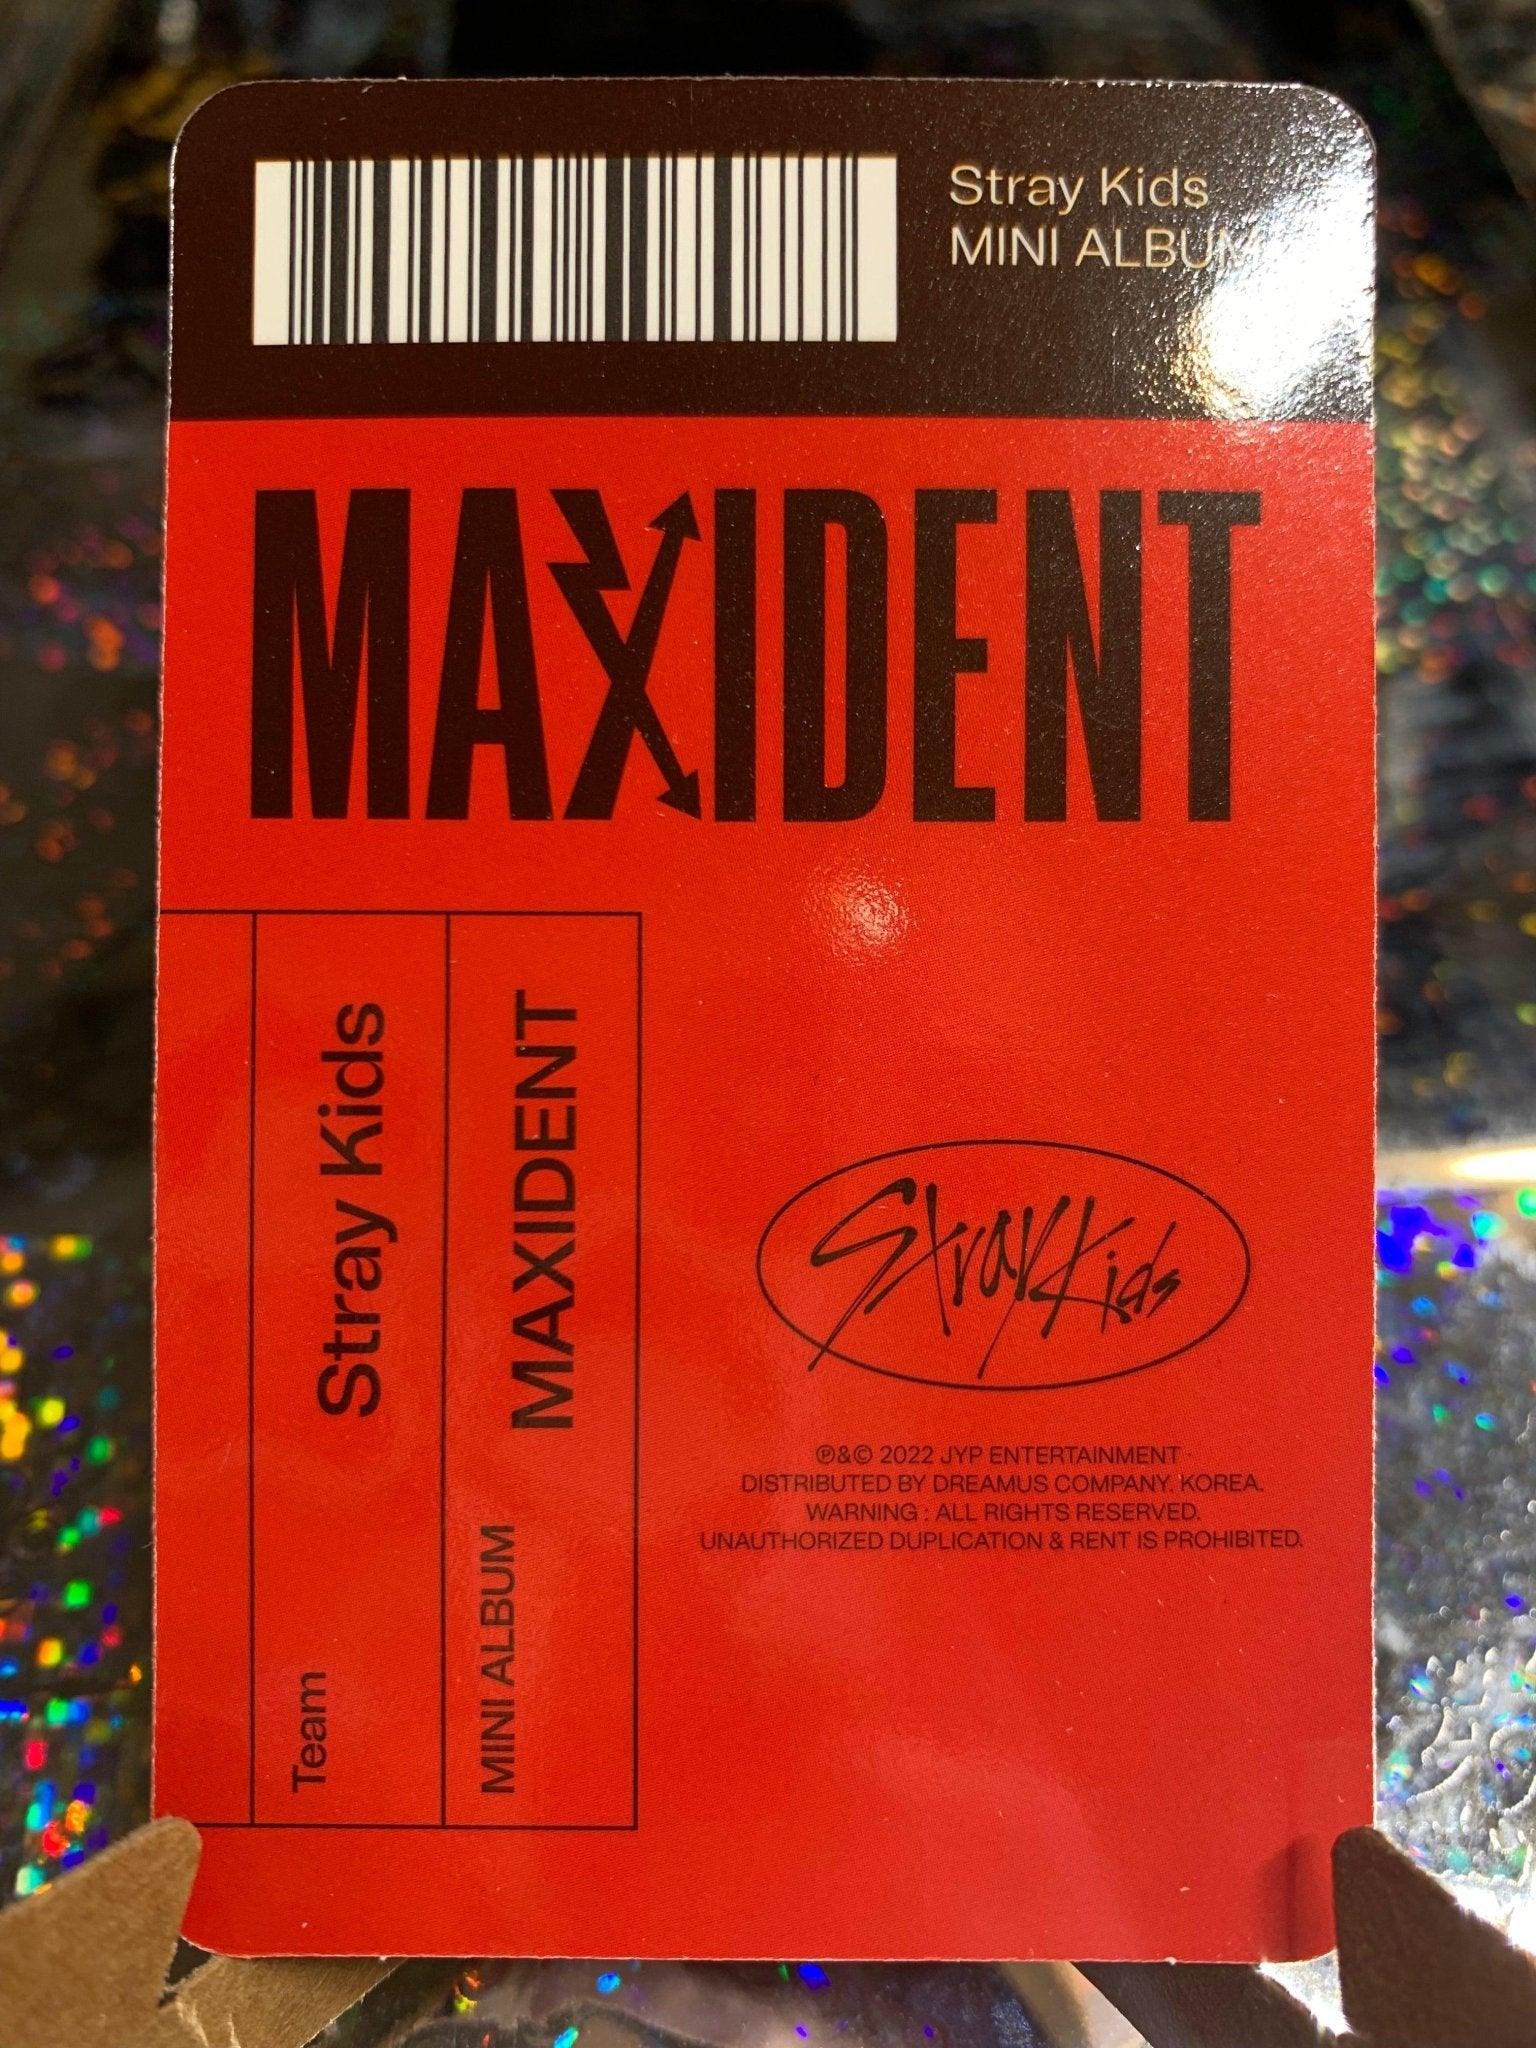 Stray Kids
MINI ALBUM
MAXIDENT
Team Stray Kids
MINI ALBUM MAXIDENT
Stray Kids
℗&© 2022 JYP ENTERTAINMENT
DISTRIBUTED BY DREAMUS COMPANY. KOREA.
WARNING : ALL RIGHTS RESERVED.
UNAUTHORIZED DUPLICATION & RENT IS PROHIBITED.